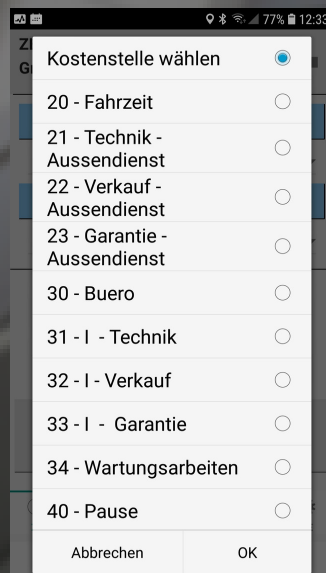 77% 12:33
ZI
G
Kostenstelle wählen
20 - Fahrzeit
21 - Technik -
Aussendienst
22 - Verkauf -
Aussendienst
23 - Garantie -
Aussendienst
30 - Buero
31 - I - Technik
32 - I - Verkauf
33 - I - Garantie
34 - Wartungsarbeiten
40 - Pause
Abbrechen OK